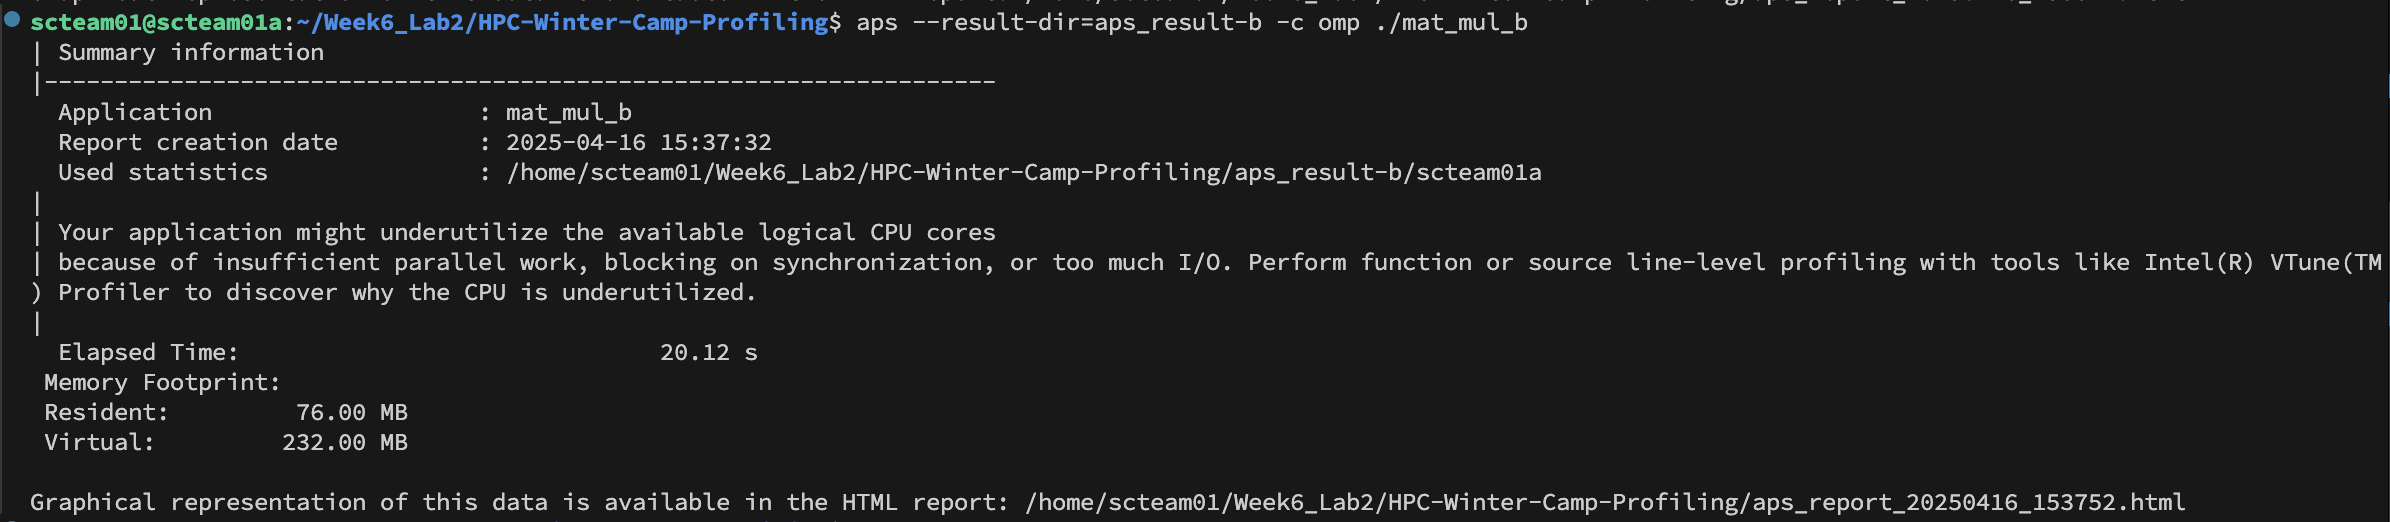 scteam01@scteam01a:~/Week6_Lab2/HPC-Winter-Camp-Profiling$ aps --result-dir=aps_result-b -c omp ./mat_mul_b
| Summary information
|--------------------------------------------------------------------
  Application                   : mat_mul_b
  Report creation date          : 2025-04-16 15:37:32
  Used statistics               : /home/scteam01/Week6_Lab2/HPC-Winter-Camp-Profiling/aps_result-b/scteam01a
|
| Your application might underutilize the available logical CPU cores
| because of insufficient parallel work, blocking on synchronization, or too much I/O. Perform function or source line-level profiling with tools like Intel(R) VTune(TM
) Profiler to discover why the CPU is underutilized.
|
  Elapsed Time:                              20.12 s
 Memory Footprint:
 Resident:         76.00 MB
 Virtual:         232.00 MB
Graphical representation of this data is available in the HTML report: /home/scteam01/Week6_Lab2/HPC-Winter-Camp-Profiling/aps_report_20250416_153752.html